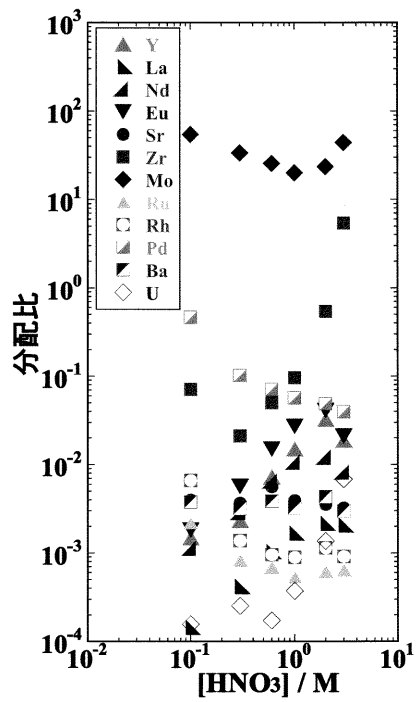 10³
10²
10¹
10⁰
10⁻¹
10⁻²
10⁻³
10⁻⁴
分配比
Y
La
Nd
Eu
Sr
Zr
Mo
Ru
Rh
Pd
Ba
U
10⁻² 10⁻¹ 10⁰ 10¹
[HNO₃] / M